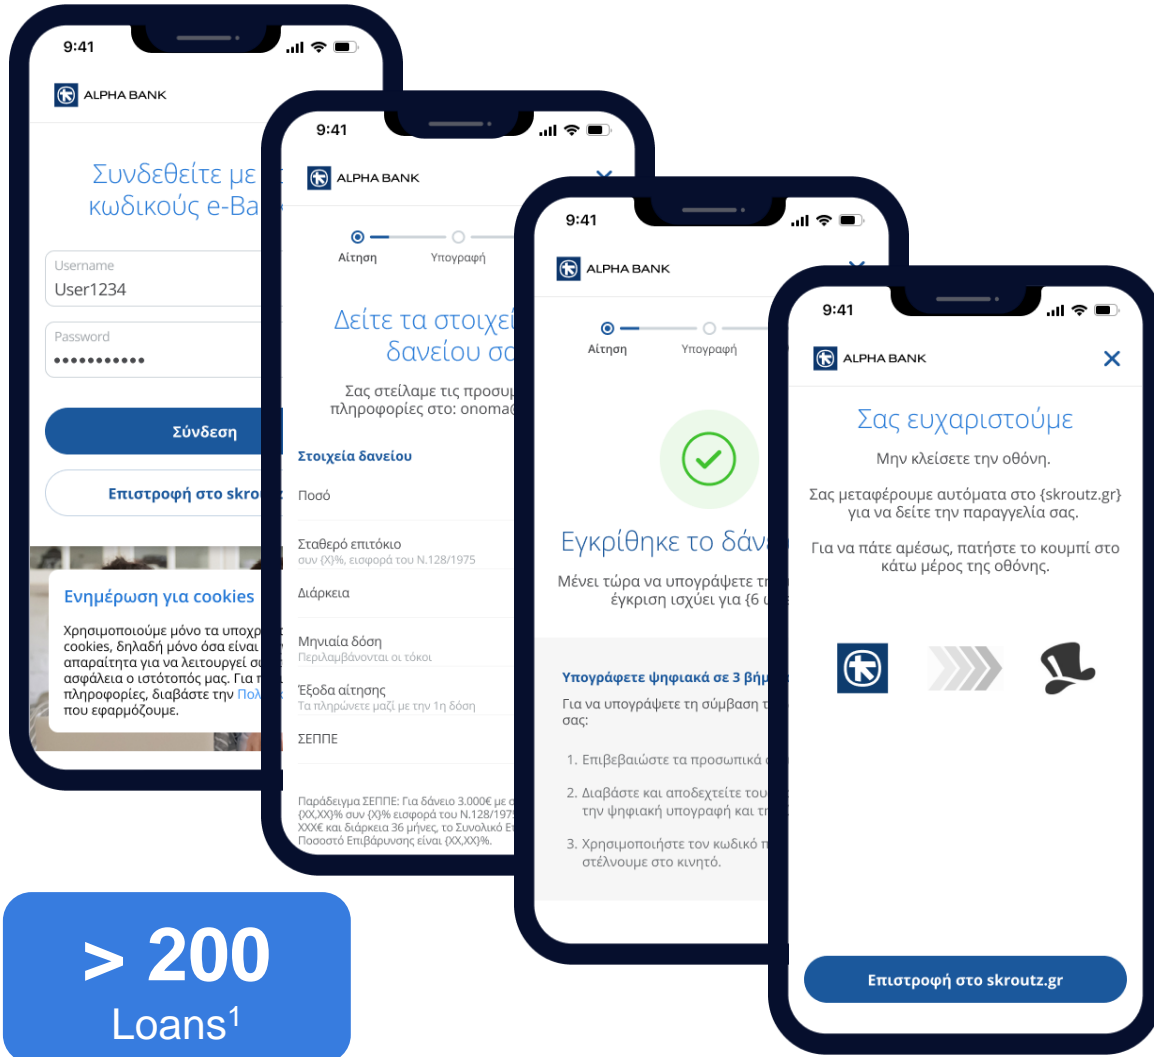 9:41
ALPHA BANK
Συνδεθείτε με
κωδικούς e-Ba
Username
User1234
Password
Σύνδεση
Επιστροφή στο skrou
Ενημέρωση για cookies
Χρησιμοποιούμε μόνο τα υποχρ
cookies, δηλαδή μόνο όσα είναι
απαραίτητα για να λειτουργεί
ασφάλεια ο ιστότοπός μας. Για
πληροφορίες, διαβάστε την Πολ
που εφαρμόζουμε.
9:41
ALPHA BANK
Αίτηση
Υπογραφή
Δείτε τα στοιχεί
δανείου
Σας στείλαμε τις προσυμ
πληροφορίες στο: onoma
Στοιχεία δανείου
Ποσό
Σταθερό επιτόκιο
συν {X}%, εισφορά του Ν.128/1975
Διάρκεια
Μηνιαία δόση
Περιλαμβάνονται οι τόκοι
Έξοδα αίτησης
Τα πληρώνετε μαζί με την 1η δόση
ΣΕΠΠΕ
Παράδειγμα ΣΕΠΠΕ: Για δάνειο 3.000€ με
{XX,XX}% συν {X}% εισφορά του Ν.128/197
XXX€ και διάρκεια 36 μήνες, το Συνολικό
Ποσοστό Επιβάρυνσης είναι {XX,XX}%.
9:41
ALPHA BANK
Αίτηση
Υπογραφή
Εγκρίθηκε το δάν
Μένει τώρα να υπογράψετε
έγκριση ισχύει για {6
Υπογράφετε ψηφιακά σε 3 βήμ
Για να υπογράψετε τη σύμβαση
σας:
1. Επιβεβαιώστε τα προσωπικά
2. Διαβάστε και αποδεχτείτε του
την ψηφιακή υπογραφή και
3. Χρησιμοποιήστε τον κωδικό
στέλνουμε στο κινητό.
9:41
ALPHA BANK
Σας ευχαριστούμε
Μην κλείσετε την οθόνη.
Σας μεταφέρουμε αυτόματα στο {skroutz.gr}
για να δείτε την παραγγελία σας.
Για να πάτε αμέσως, πατήστε το κουμπί στο
κάτω μέρος της οθόνης.
Επιστροφή στο skroutz.gr
> 200
Loans¹